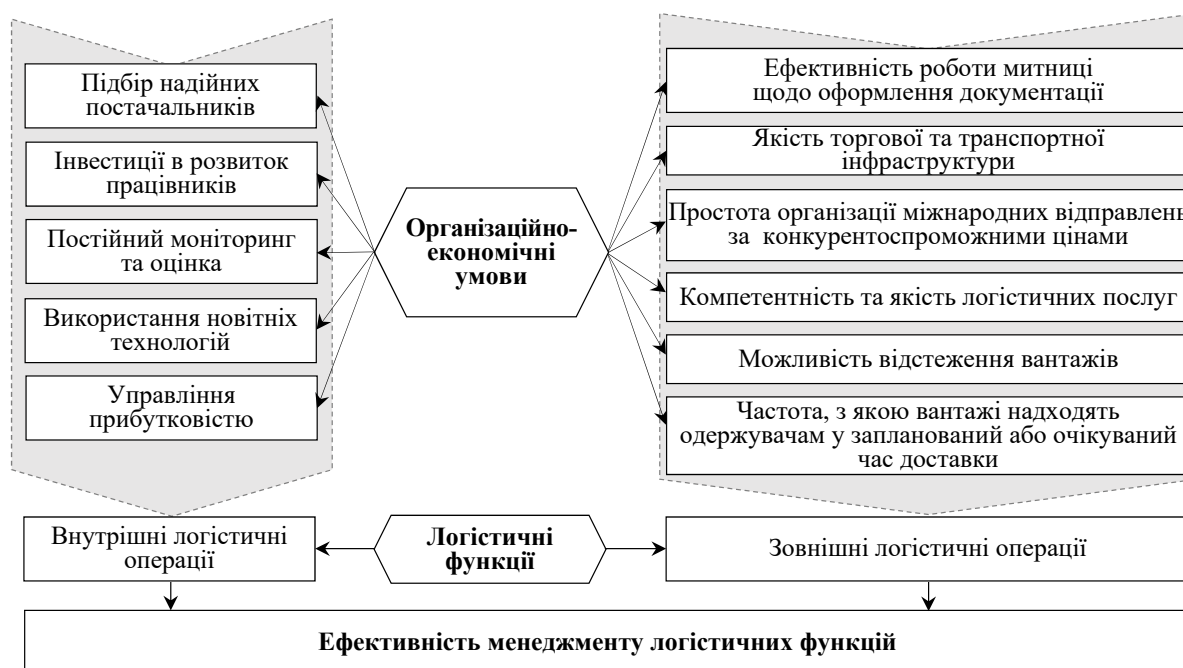 Підбір надійних
постачальників
Інвестиції в розвиток
працівників
Постійний моніторинг
та оцінка
Використання новітніх
технологій
Управління
прибутковістю
Організаційно-
економічні
умови
Ефективність роботи митниці
щодо оформлення документації
Якість торгової та транспортної
інфраструктури
Простота організації міжнародних відправлень
за конкурентоспроможними цінами
Компетентність та якість логістичних послуг
Можливість відстеження вантажів
Частота, з якою вантажі надходять
одержувачам у запланований або очікуваний
час доставки
Внутрішні логістичні
операції
Логістичні
функції
Зовнішні логістичні операції
Ефективність менеджменту логістичних функцій